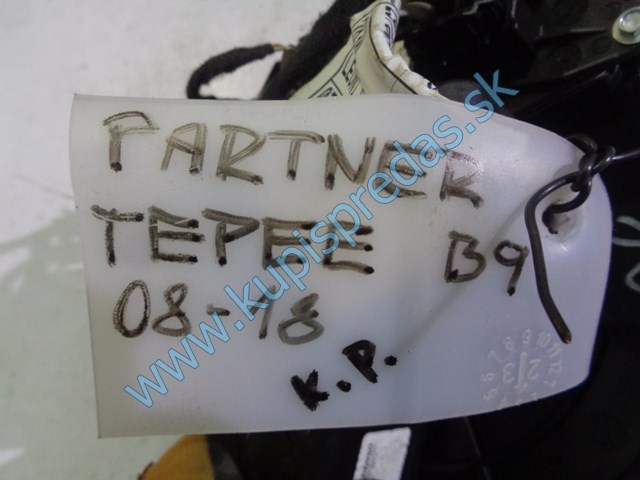 PARTNER
TEPEE B9
08-18
K.P.
www.kupispredas.sk